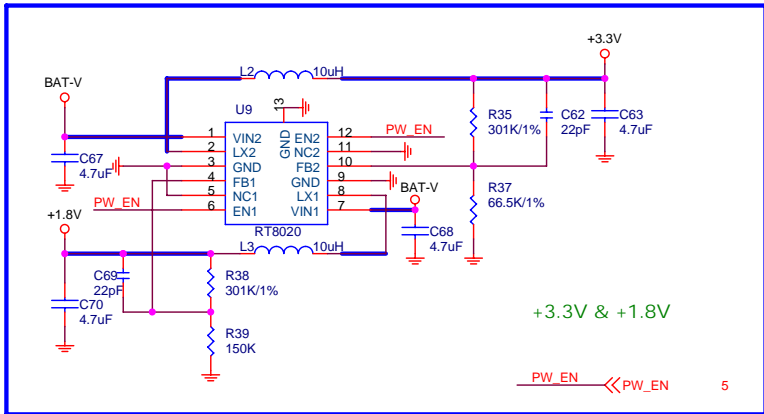 +3.3V
L2
10uH
BAT-V
U9
13
GND
1
VIN2
EN2
12
PW_EN
2
LX2
NC2
11
3
GND
FB2
10
4
FB1
GND
9
5
NC1
LX1
8
BAT-V
PW_EN
6
EN1
VIN1
7
RT8020
R35
301K/1%
C62
22pF
C63
4.7uF
C67
4.7uF
R37
66.5K/1%
+1.8V
L3
10uH
C68
4.7uF
C69
22pF
R38
301K/1%
C70
4.7uF
R39
150K
+3.3V & +1.8V
PW_EN
PW_EN
5